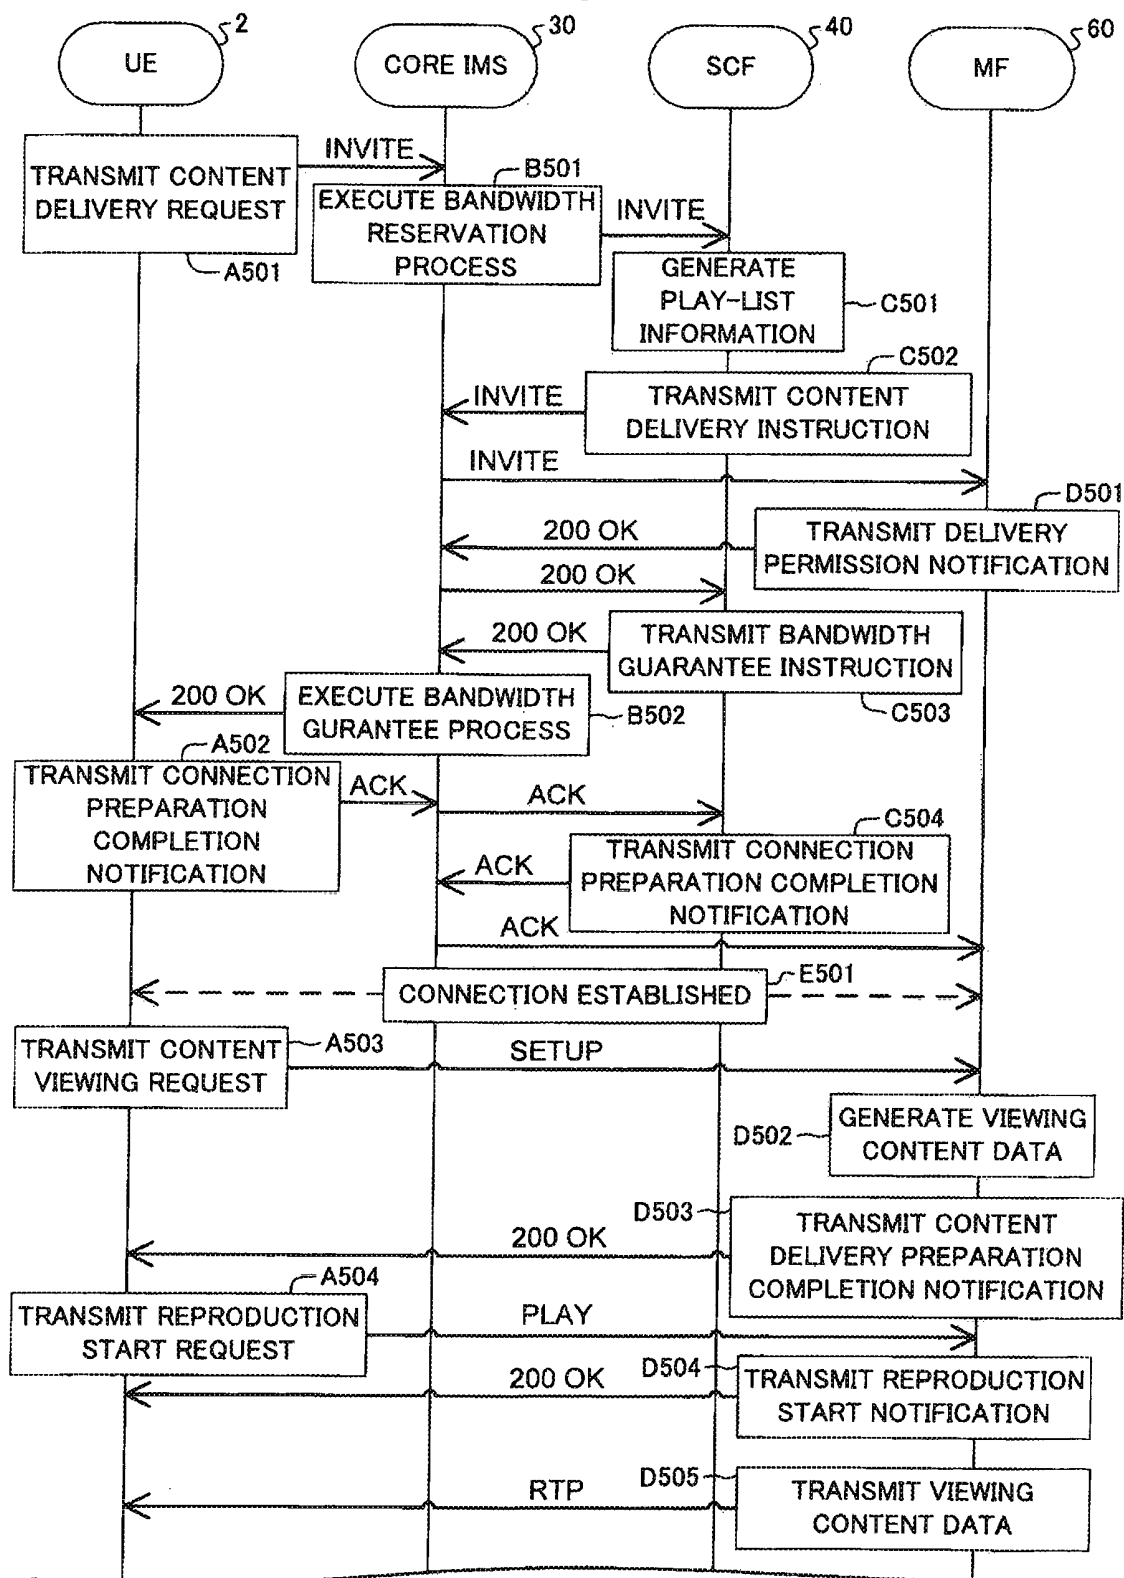 2
30
40
60
UE
CORE IMS
SCF
MF
INVITE
TRANSMIT CONTENT
DELIVERY REQUEST
A501
B501
EXECUTE BANDWIDTH
RESERVATION
PROCESS
INVITE
GENERATE
PLAY-LIST
INFORMATION
C501
C502
INVITE
TRANSMIT CONTENT
DELIVERY INSTRUCTION
INVITE
D501
200 OK
TRANSMIT DELIVERY
PERMISSION NOTIFICATION
200 OK
200 OK
TRANSMIT BANDWIDTH
GUARANTEE INSTRUCTION
C503
200 OK
EXECUTE BANDWIDTH
GURANTEE PROCESS
B502
A502
TRANSMIT CONNECTION
PREPARATION
COMPLETION
NOTIFICATION
ACK
ACK
C504
ACK
TRANSMIT CONNECTION
PREPARATION COMPLETION
NOTIFICATION
ACK
E501
CONNECTION ESTABLISHED
A503
TRANSMIT CONTENT
VIEWING REQUEST
SETUP
D502
GENERATE VIEWING
CONTENT DATA
D503
200 OK
TRANSMIT CONTENT
DELIVERY PREPARATION
COMPLETION NOTIFICATION
A504
TRANSMIT REPRODUCTION
START REQUEST
PLAY
D504
200 OK
TRANSMIT REPRODUCTION
START NOTIFICATION
D505
RTP
TRANSMIT VIEWING
CONTENT DATA